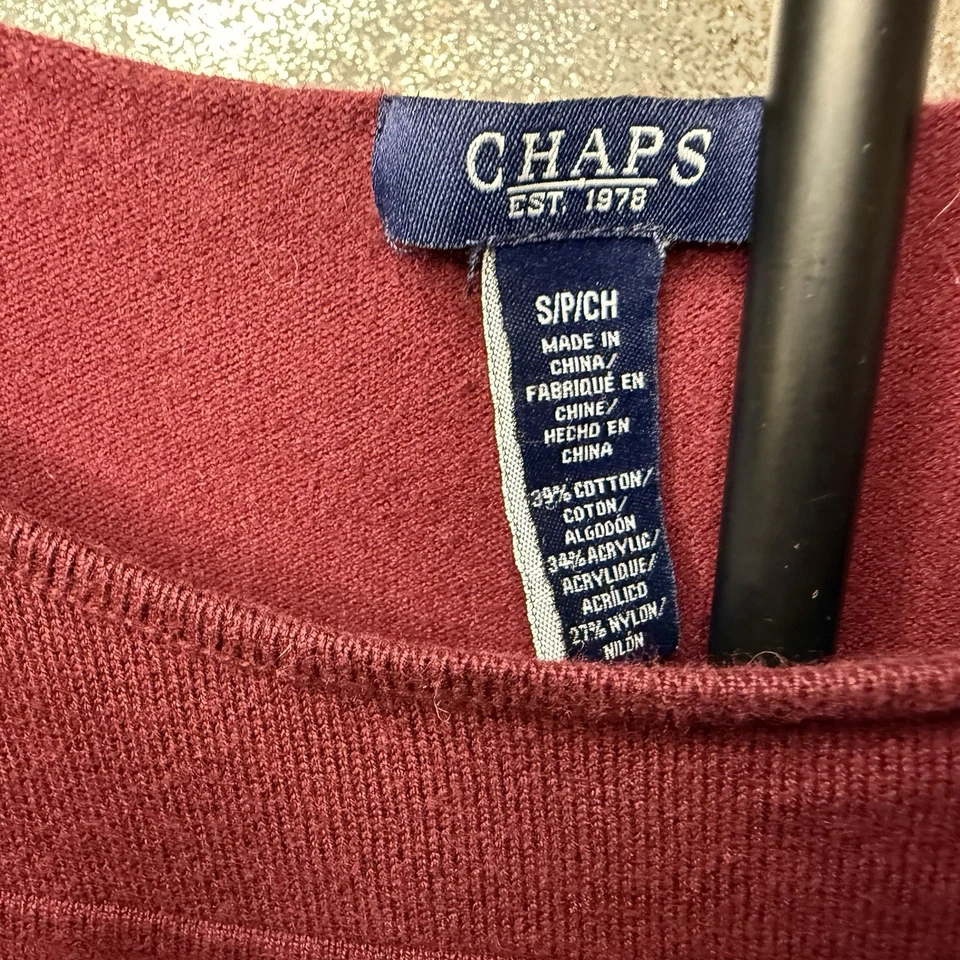 CHAPS
EST. 1978
S/P/CH
MADE IN
CHINA/
FABRIQUÉ EN
CHINE/
HECHO EN
CHINA
39% COTTON/
COTON/
ALGODÓN
34% ACRYLIC/
ACRYLIQUE/
ACRÍLICO
27% NYLON/
NILÓN